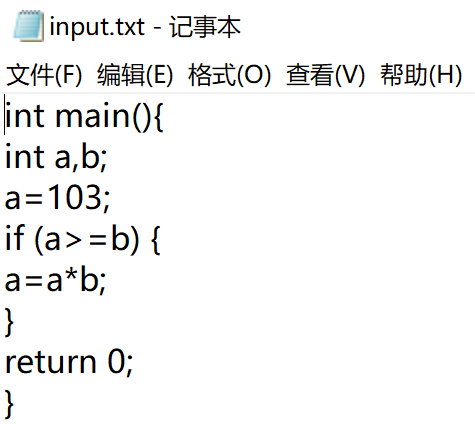 input.txt - 记事本
文件(F) 编辑(E) 格式(O) 查看(V) 帮助(H)
int main(){
int a,b;
a=103;
if (a>=b) {
a=a*b;
}
return 0;
}